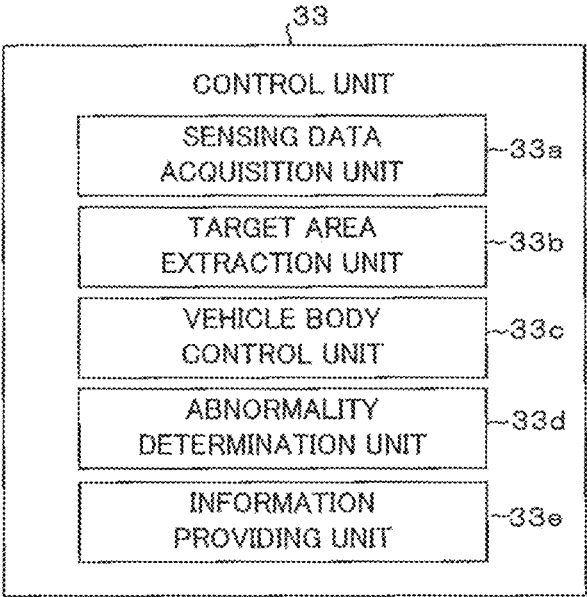 33
CONTROL UNIT
SENSING DATA
ACQUISITION UNIT
33a
TARGET AREA
EXTRACTION UNIT
33b
VEHICLE BODY
CONTROL UNIT
33c
ABNORMALITY
DETERMINATION UNIT
33d
INFORMATION
PROVIDING UNIT
33e